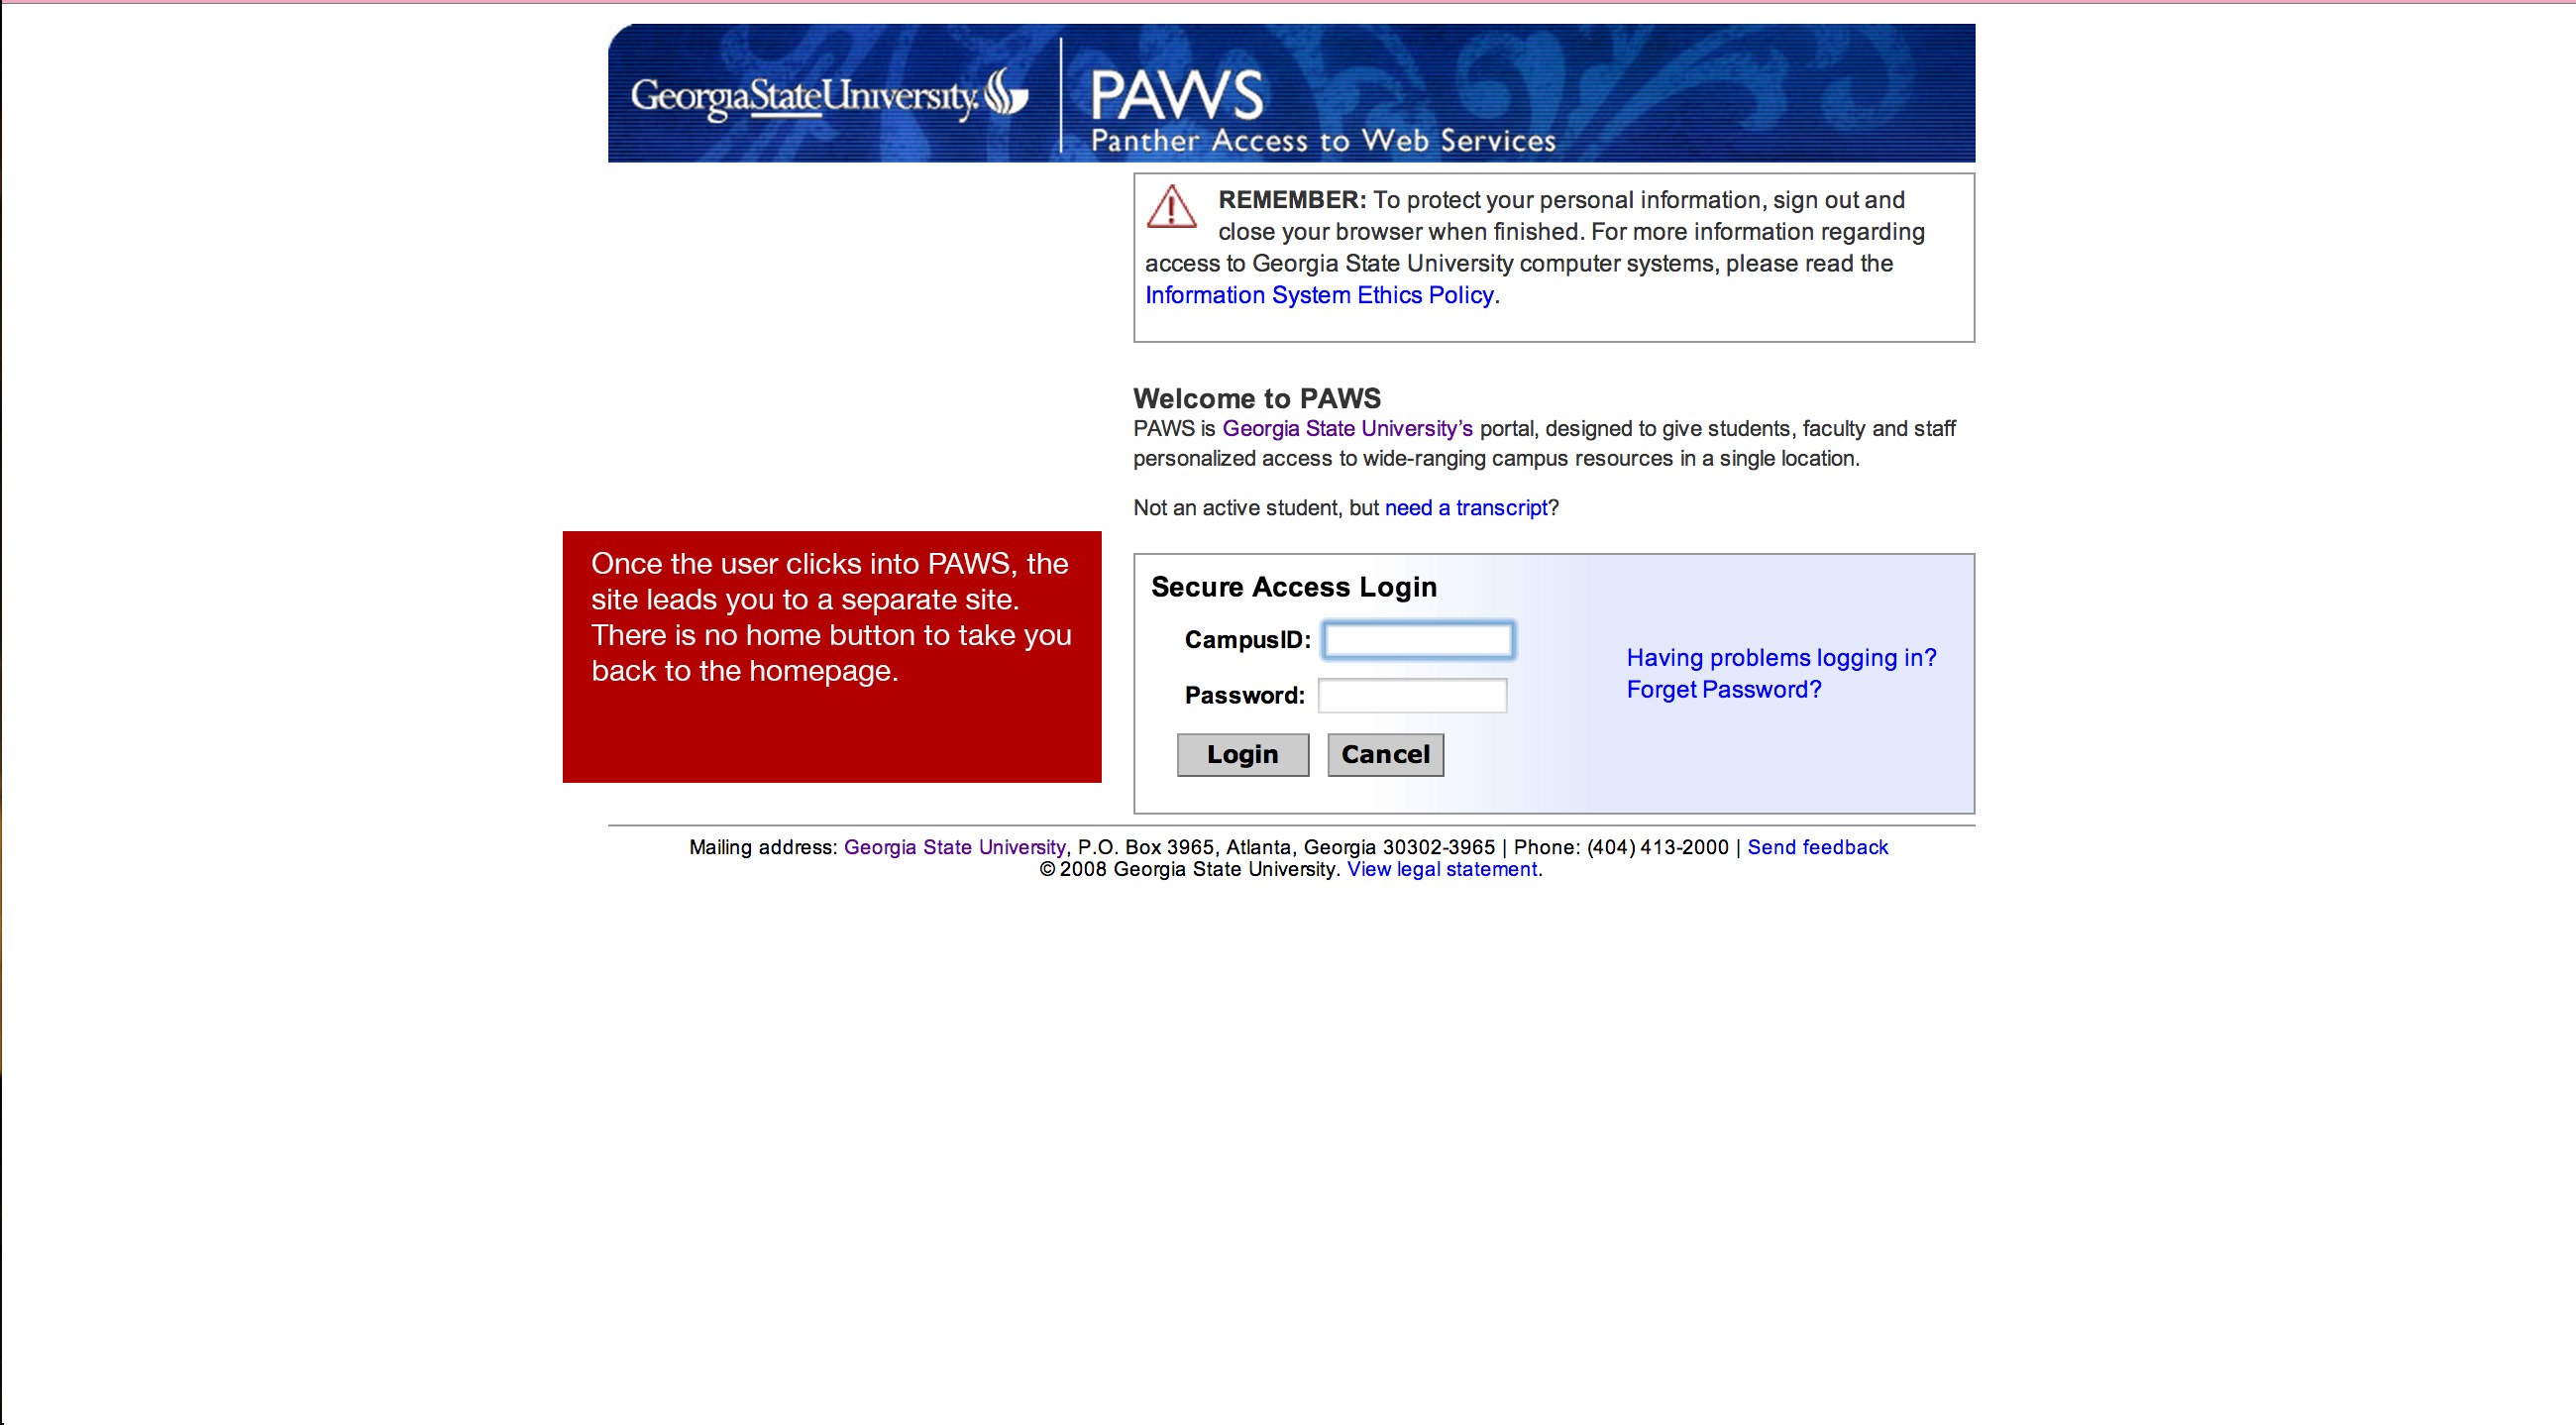 GeorgiaStateUniversity.
PAWS
Panther Access to Web Services
REMEMBER: To protect your personal information, sign out and
close your browser when finished. For more information regarding
access to Georgia State University computer systems, please read the
Information System Ethics Policy.
Welcome to PAWS
PAWS is Georgia State University’s portal, designed to give students, faculty and staff
personalized access to wide-ranging campus resources in a single location.
Not an active student, but need a transcript?
Once the user clicks into PAWS, the
site leads you to a separate site.
There is no home button to take you
back to the homepage.
Secure Access Login
CampusID:
Password:
Having problems logging in?
Forget Password?
Login Cancel
Mailing address: Georgia State University, P.O. Box 3965, Atlanta, Georgia 30302-3965 | Phone: (404) 413-2000 | Send feedback
© 2008 Georgia State University. View legal statement.